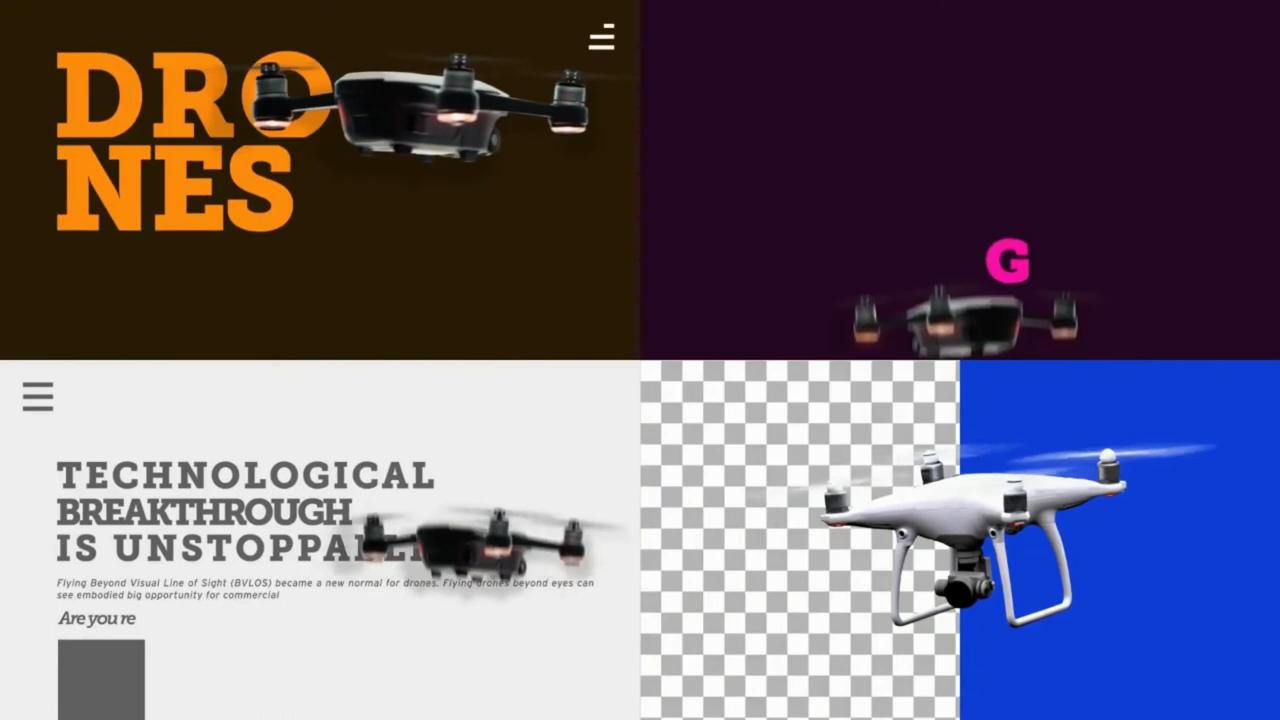 DRO
NES
G
TECHNOLOGICAL
BREAKTHROUGH
IS
Flying Beyond Visual Line of Sight (BVLOS) became a new normal for drones. Flying drones beyond eyes can
see embodied big opportunity for commercial
Are you re